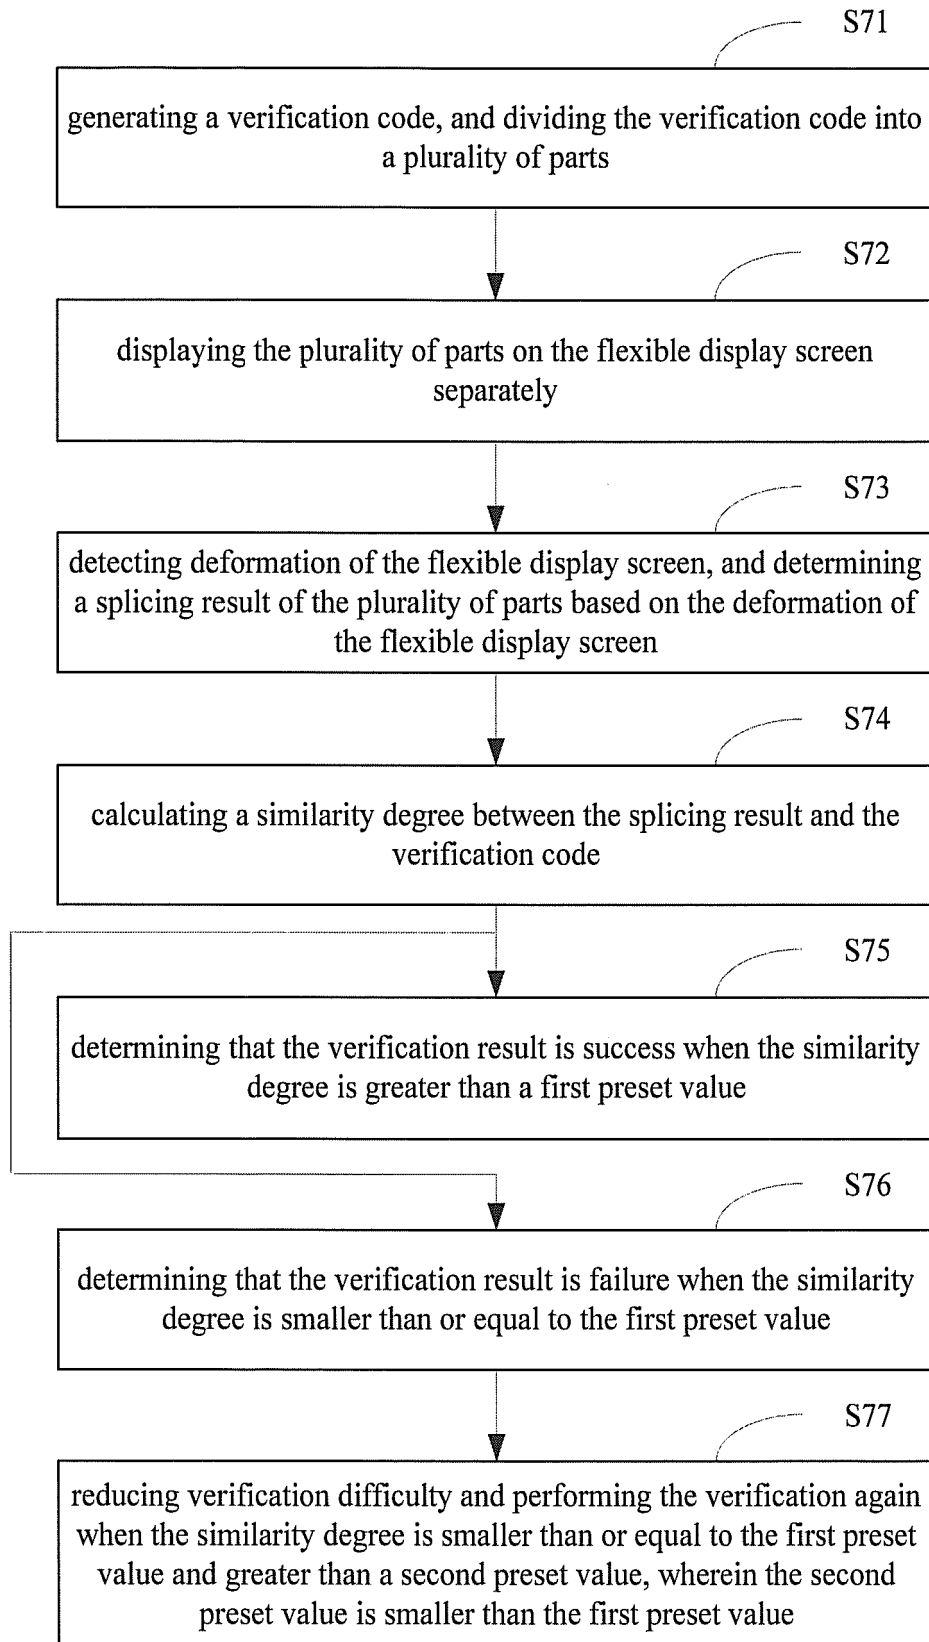 S71
generating a verification code, and dividing the verification code into
a plurality of parts
S72
displaying the plurality of parts on the flexible display screen
separately
S73
detecting deformation of the flexible display screen, and determining
a splicing result of the plurality of parts based on the deformation of
the flexible display screen
S74
calculating a similarity degree between the splicing result and the
verification code
S75
determining that the verification result is success when the similarity
degree is greater than a first preset value
S76
determining that the verification result is failure when the similarity
degree is smaller than or equal to the first preset value
S77
reducing verification difficulty and performing the verification again
when the similarity degree is smaller than or equal to the first preset
value and greater than a second preset value, wherein the second
preset value is smaller than the first preset value